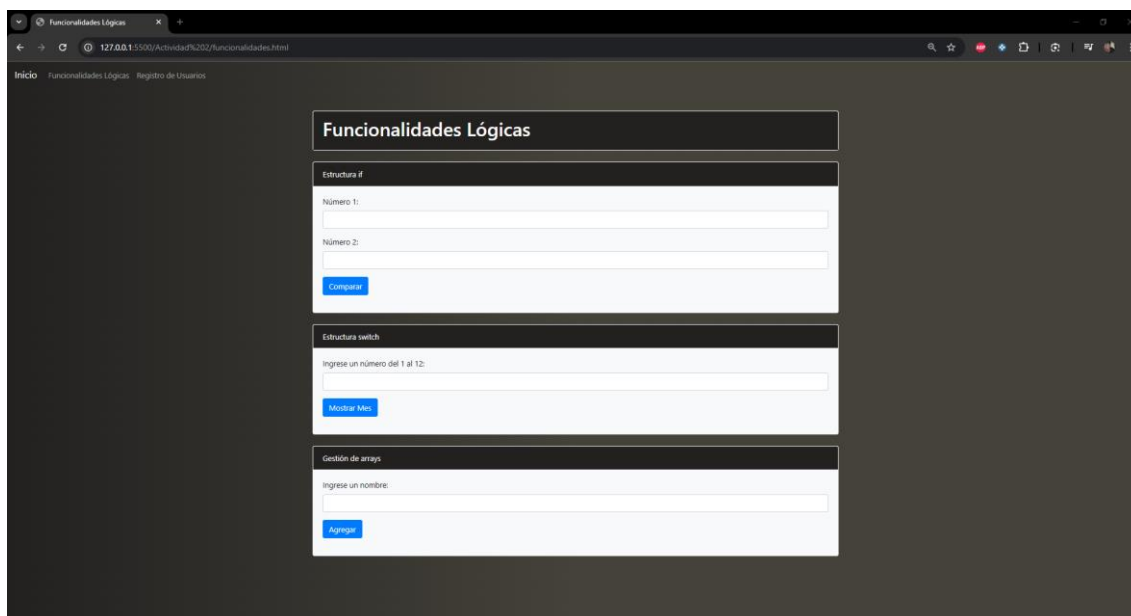 Funcionalidades Lógicas
127.0.0.1:5500/Actividad%202/funcionalidades.html
Inicio Funcionalidades Lógicas Registro de Usuarios
Funcionalidades Lógicas
Estructura if
Número 1:
Número 2:
Comparar
Estructura switch
Ingrese un número del 1 al 12:
Mostrar Mes
Gestión de arrays
Ingrese un nombre:
Agregar